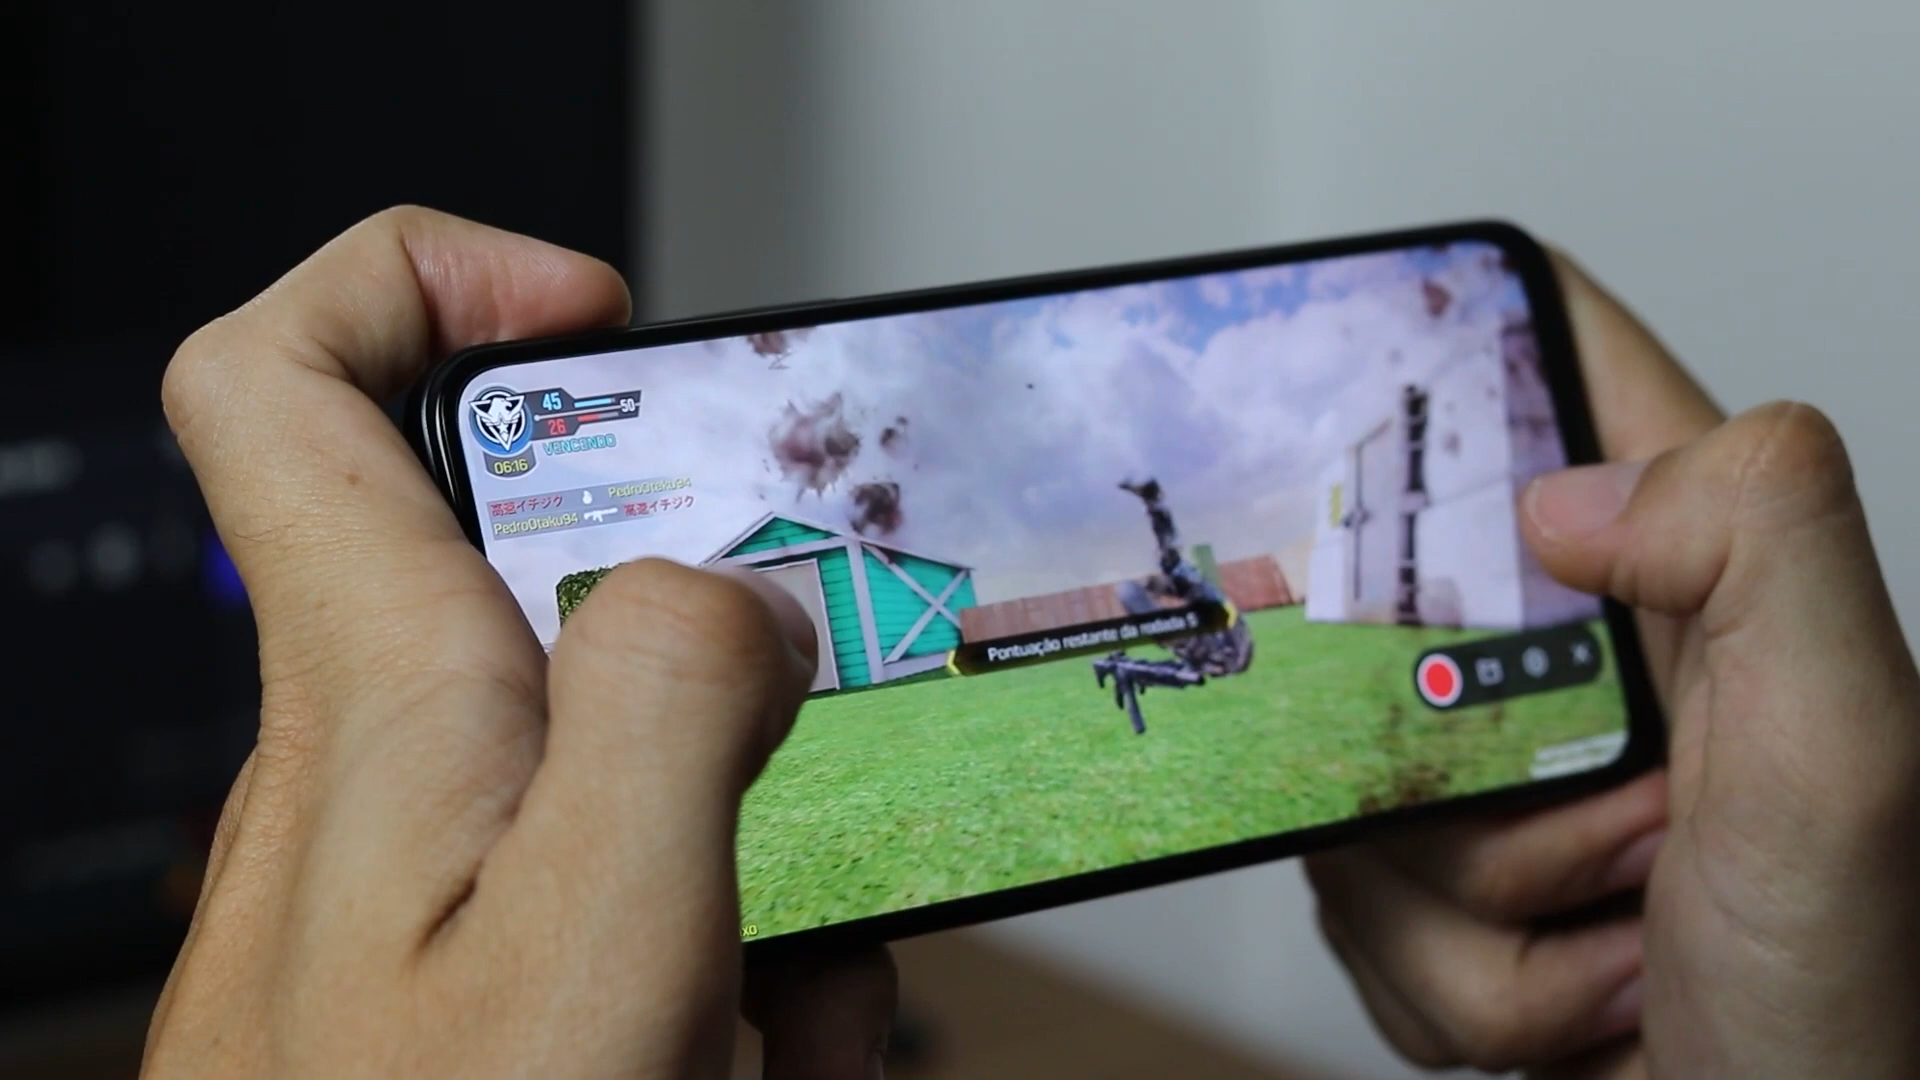 45
50
26
VENCENDO
06:16
高速イチジク PedroOtaku94
PedroOtaku94 高速イチジク
Pontuação restante da rodada 5
XO